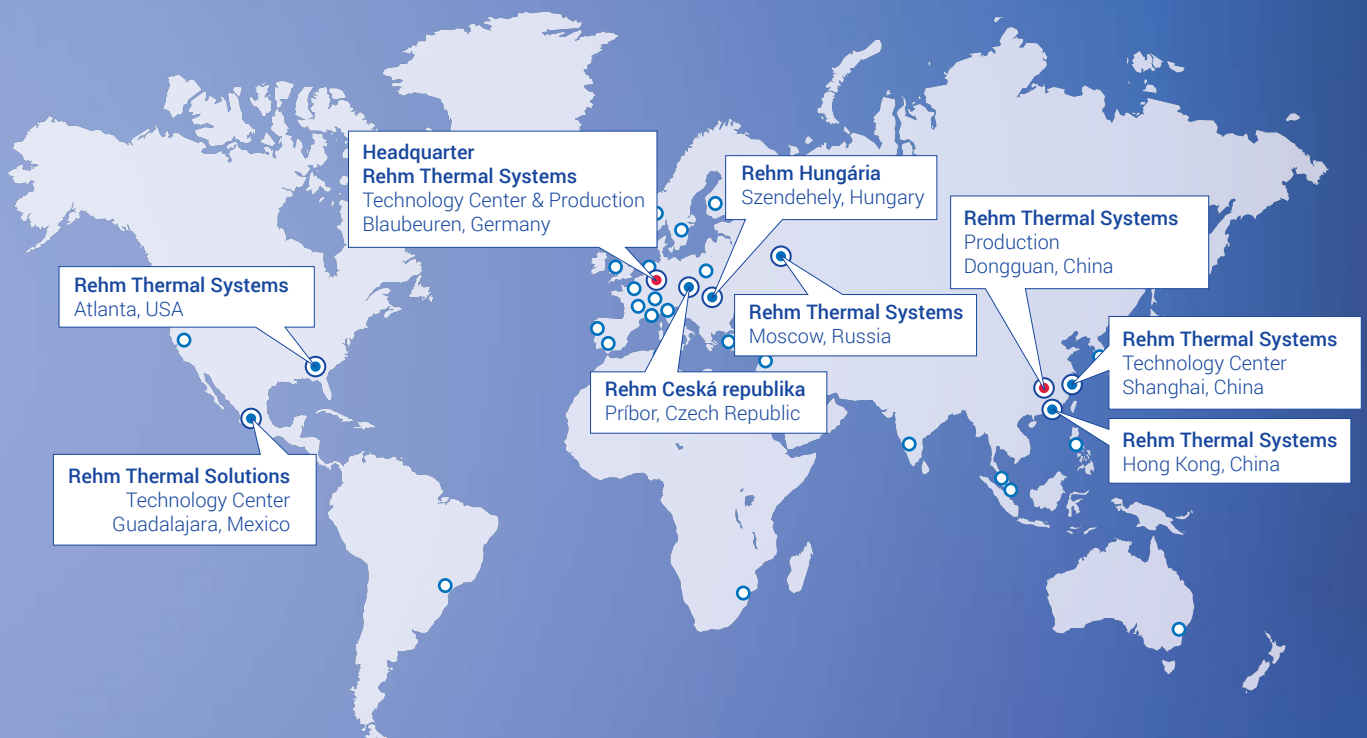 Headquarter
Rehm Thermal Systems
Technology Center & Production
Blaubeuren, Germany
Rehm Hungária
Szendehely, Hungary
Rehm Thermal Systems
Production
Dongguan, China
Rehm Thermal Systems
Atlanta, USA
Rehm Thermal Systems
Moscow, Russia
Rehm Thermal Systems
Technology Center
Shanghai, China
Rehm Ceská republika
Príbor, Czech Republic
Rehm Thermal Systems
Hong Kong, China
Rehm Thermal Solutions
Technology Center
Guadalajara, Mexico